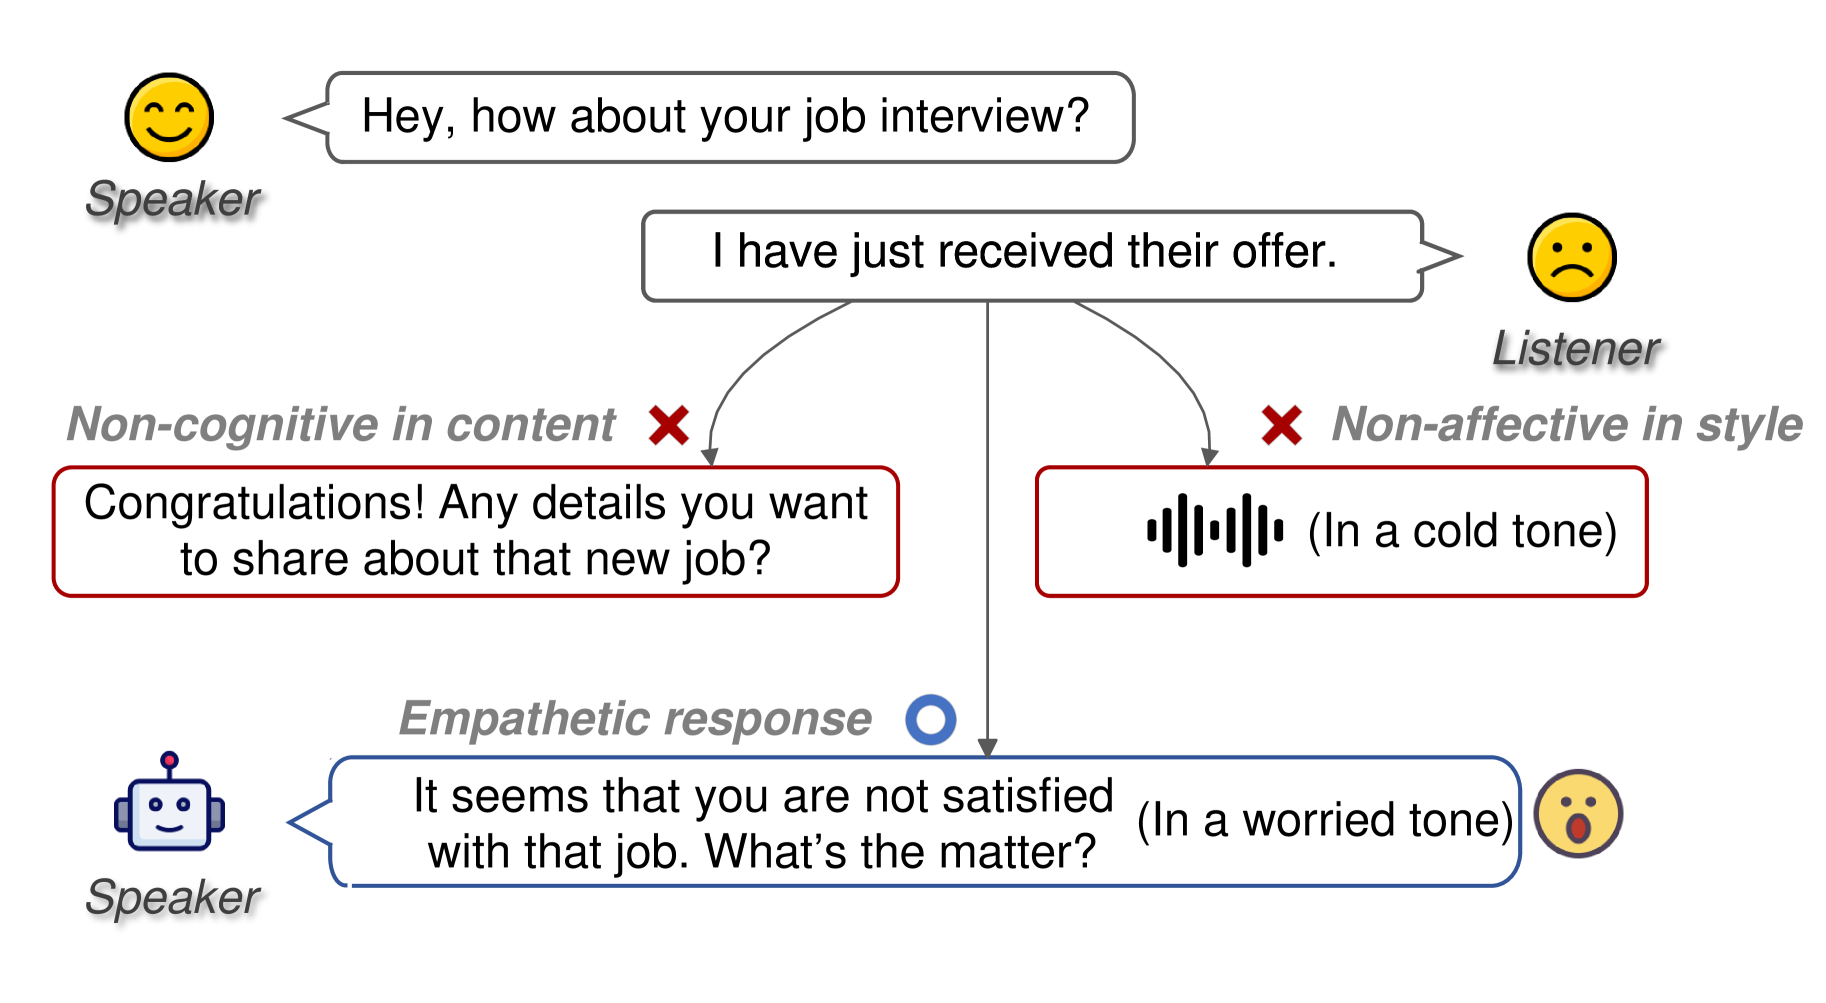 Hey, how about your job interview?
Speaker
I have just received their offer.
Listener
Non-cognitive in content
Non-affective in style
Congratulations! Any details you want
to share about that new job?
(In a cold tone)
Empathetic response
It seems that you are not satisfied
with that job. What's the matter?
(In a worried tone)
Speaker